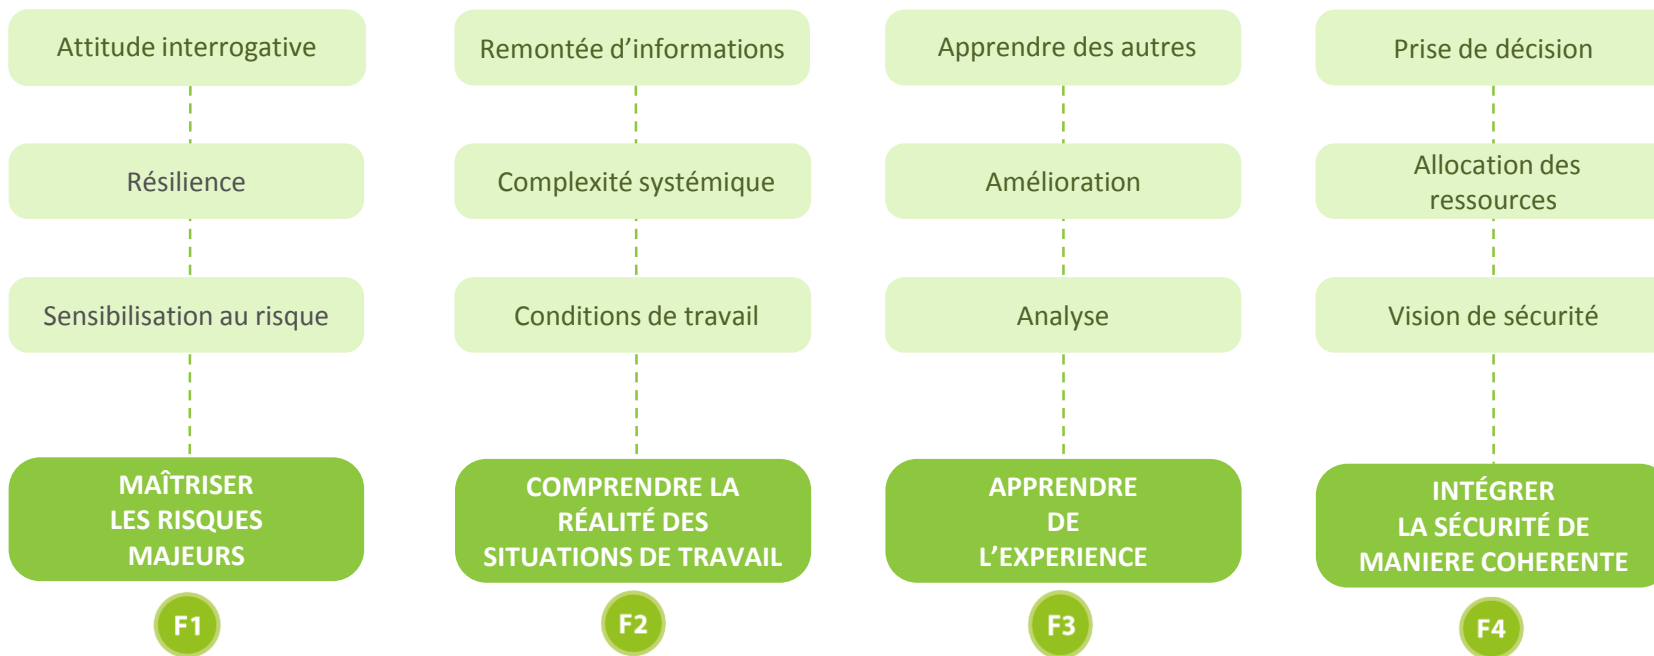 Attitude interrogative
Résilience
Sensibilisation au risque
MAÎTRISER
LES RISQUES
MAJEURS
F1
Remontée d'informations
Complexité systémique
Conditions de travail
COMPRENDRE LA
RÉALITÉ DES
SITUATIONS DE TRAVAIL
F2
Apprendre des autres
Amélioration
Analyse
APPRENDRE
DE
L'EXPERIENCE
F3
Prise de décision
Allocation des
ressources
Vision de sécurité
INTÉGRER
LA SÉCURITÉ DE
MANIERE COHERENTE
F4